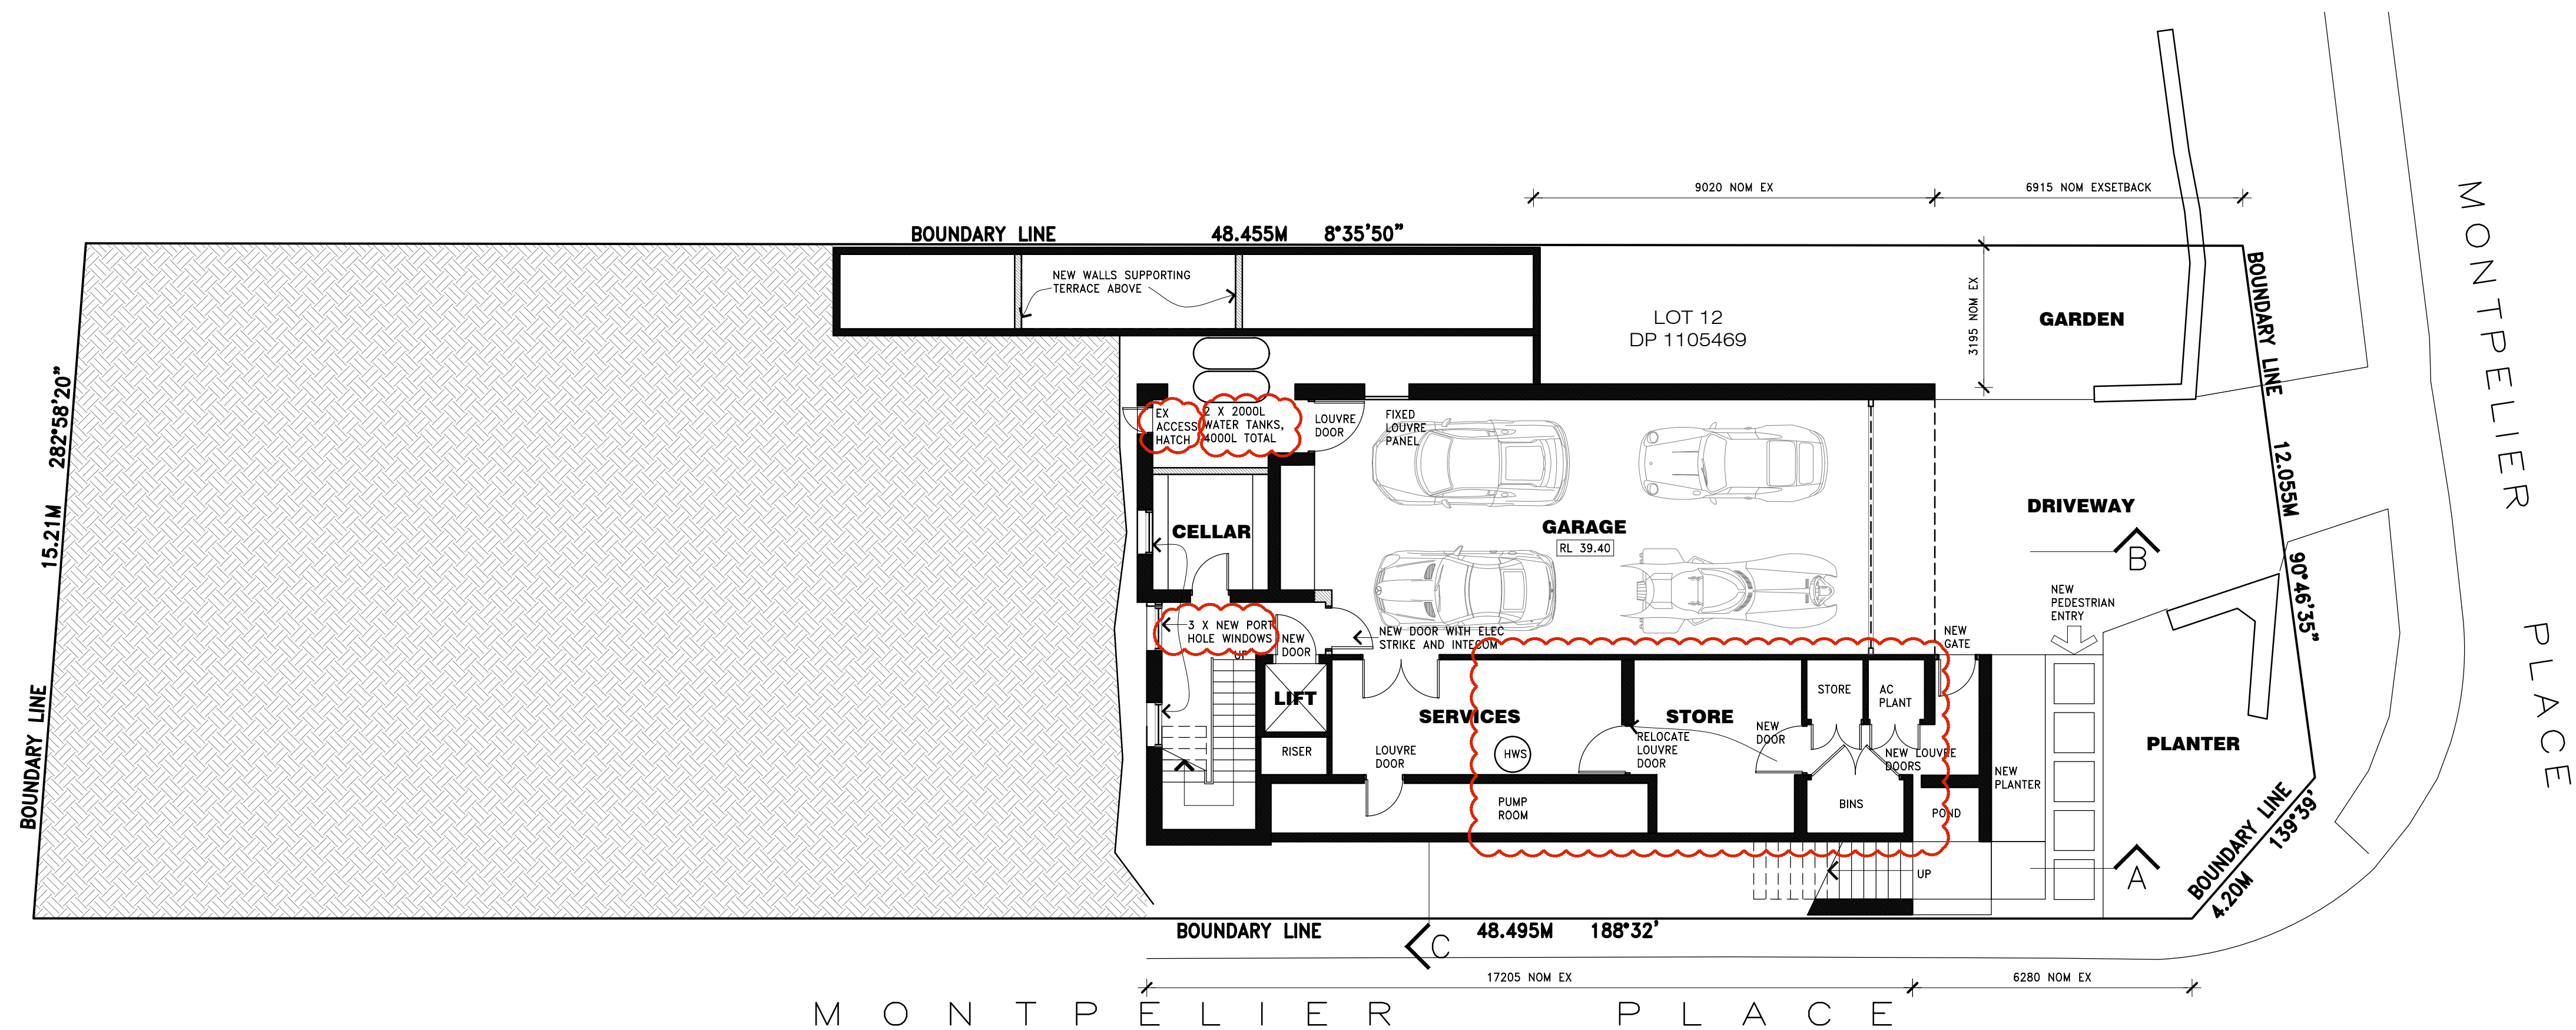 9020 NOM EX
6915 NOM EXSETBACK
BOUNDARY LINE 48.455M 8°35'50"
NEW WALLS SUPPORTING
TERRACE ABOVE
LOT 12
DP 1105469
3195 NOM EX
GARDEN
BOUNDARY LINE
12.055M
90°46'35"
MONTPELIER PLACE
BOUNDARY LINE 15.21M 282°58'20"
EX
ACCESS
HATCH
2 X 2000L
WATER TANKS,
4000L TOTAL
LOUVRE
DOOR
FIXED
LOUVRE
PANEL
CELLAR
GARAGE
RL 39.40
DRIVEWAY
B
NEW
PEDESTRIAN
ENTRY
3 X NEW PORT
HOLE WINDOWS
UP
NEW
DOOR
NEW DOOR WITH ELEC
STRIKE AND INTECOM
NEW
GATE
LIFT
RISER
SERVICES
LOUVRE
DOOR
HWS
STORE
RELOCATE
LOUVRE
DOOR
NEW
DOOR
STORE
AC
PLANT
NEW LOUVRE
DOORS
PLANTER
NEW
PLANTER
PUMP
ROOM
BINS
POND
UP
A
BOUNDARY LINE 139°39'
4.20M
BOUNDARY LINE
C
48.495M 188°32'
17205 NOM EX
6280 NOM EX
MONTPELIER PLACE